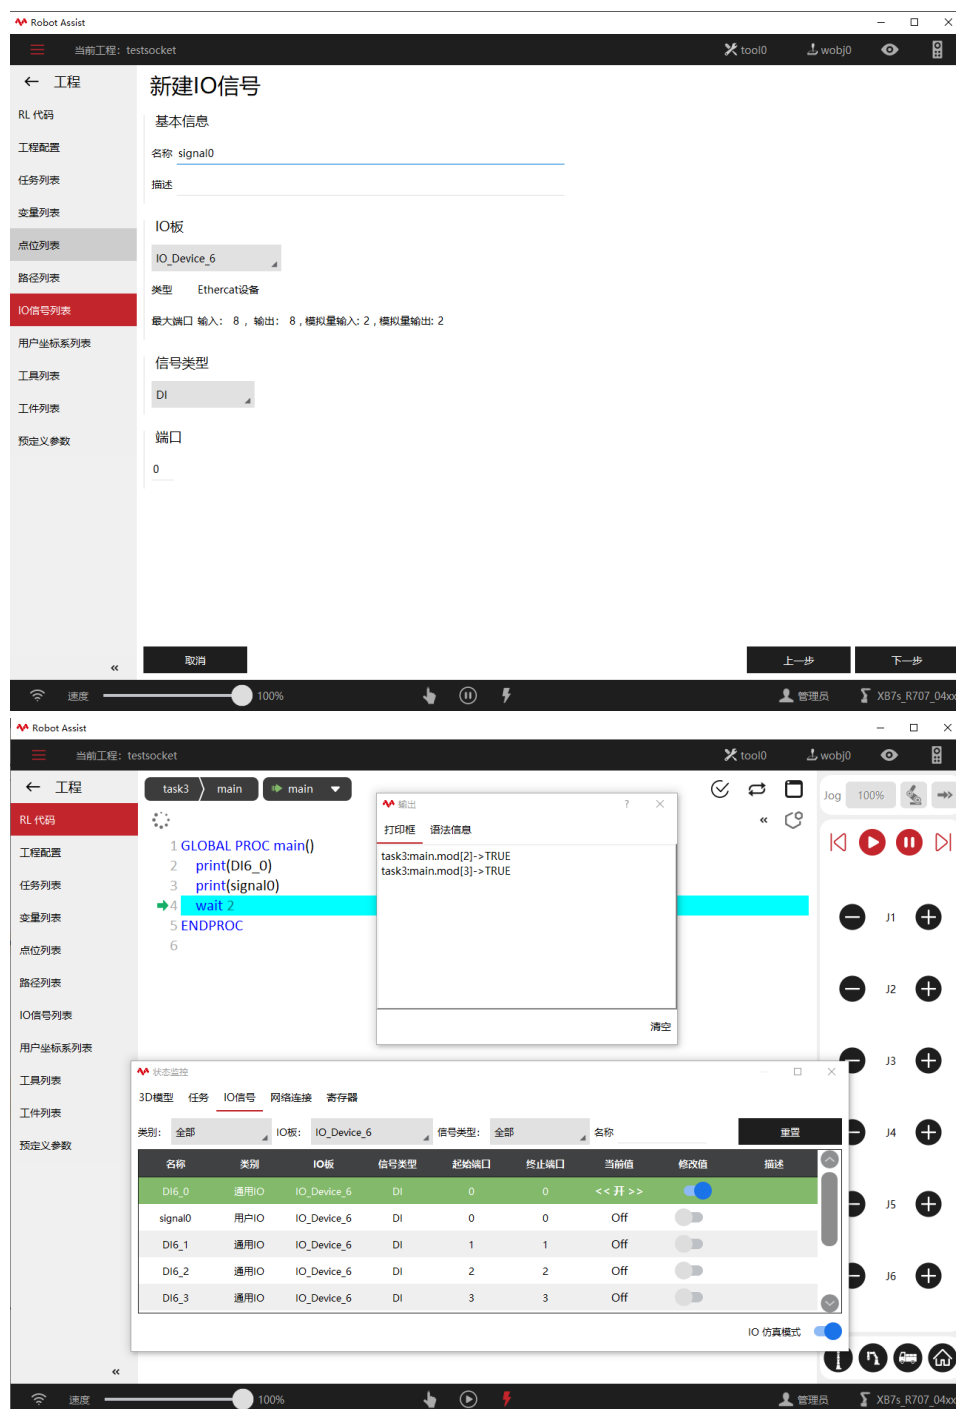 Robot Assist
当前工程：testsocket
tool0
wobj0
工程
RL 代码
工程配置
任务列表
变量列表
点位列表
路径列表
IO信号列表
用户坐标系列表
工具列表
工件列表
预定义参数
新建IO信号
基本信息
名称 signal0
描述
IO板
IO_Device_6
类型 Ethercat设备
最大端口 输入： 8 ， 输出： 8 , 模拟量输入: 2 , 模拟量输出: 2
信号类型
DI
端口
0
«
取消
上一步
下一步
速度
100%
管理员
XB7s_R707_04xx
Robot Assist
当前工程：testsocket
tool0
wobj0
工程
RL 代码
工程配置
任务列表
变量列表
点位列表
路径列表
IO信号列表
用户坐标系列表
工具列表
工件列表
预定义参数
task3
main
main
«
1 GLOBAL PROC main()
2 print(DI6_0)
3 print(signal0)
4 wait 2
5 ENDPROC
6
输出
?
打印框 语法信息
task3:main.mod[2]->TRUE
task3:main.mod[3]->TRUE
清空
Jog 100%
J1
J2
J3
J4
J5
J6
状态监控
3D模型 任务 IO信号 网络连接 寄存器
类别: 全部 IO板: IO_Device_6 信号类型: 全部 名称 重置
名称 类别 IO板 信号类型 起始端口 终止端口 当前值 修改值 描述
DI6_0 通用IO IO_Device_6 DI 0 0 << 开 >>
signal0 用户IO IO_Device_6 DI 0 0 Off
DI6_1 通用IO IO_Device_6 DI 1 1 Off
DI6_2 通用IO IO_Device_6 DI 2 2 Off
DI6_3 通用IO IO_Device_6 DI 3 3 Off
IO 仿真模式
«
速度
100%
管理员
XB7s_R707_04xx